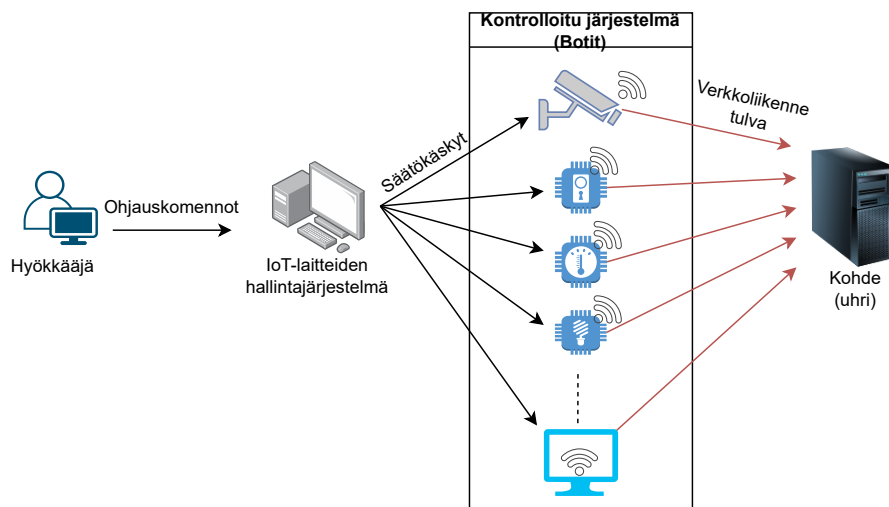 Kontrolloitu järjestelmä
(Botit)
Verkkoliikenne
tulva
Säätökäskyt
Ohjauskomennot
Hyökkääjä
IoT-laitteiden
hallintajärjestelmä
Kohde
(uhri)